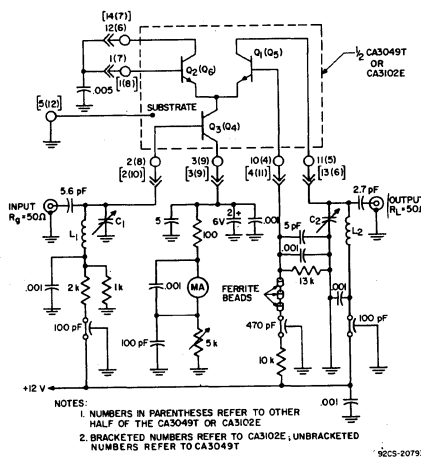 [14(7)]
12(6)
1(7)
[1(8)]
.005
Q2(Q6)
Q1(Q5)
1/2 CA3049T
OR
CA3102E
[5(12)]
SUBSTRATE
Q3(Q4)
2(8)
[2(10)]
3(9)
[3(9)]
10(4)
[4(11)]
11(5)
[13(6)]
INPUT
Rg=50Ω
5.6 pF
C1
L1
5
6V
2
+
.001
100
5 pF
.001
C2
L2
2.7 pF
OUTPUT
RL=50Ω
.001
2k
1k
.001
MA
13 k
.001
FERRITE
BEADS
100 pF
100 pF
5k
470 pF
10k
100 pF
+12 V
.001
NOTES:
1. NUMBERS IN PARENTHESES REFER TO OTHER
HALF OF THE CA3049T OR CA3102E
2. BRACKETED NUMBERS REFER TO CA3102E; UNBRACKETED
NUMBERS REFER TO CA3049T